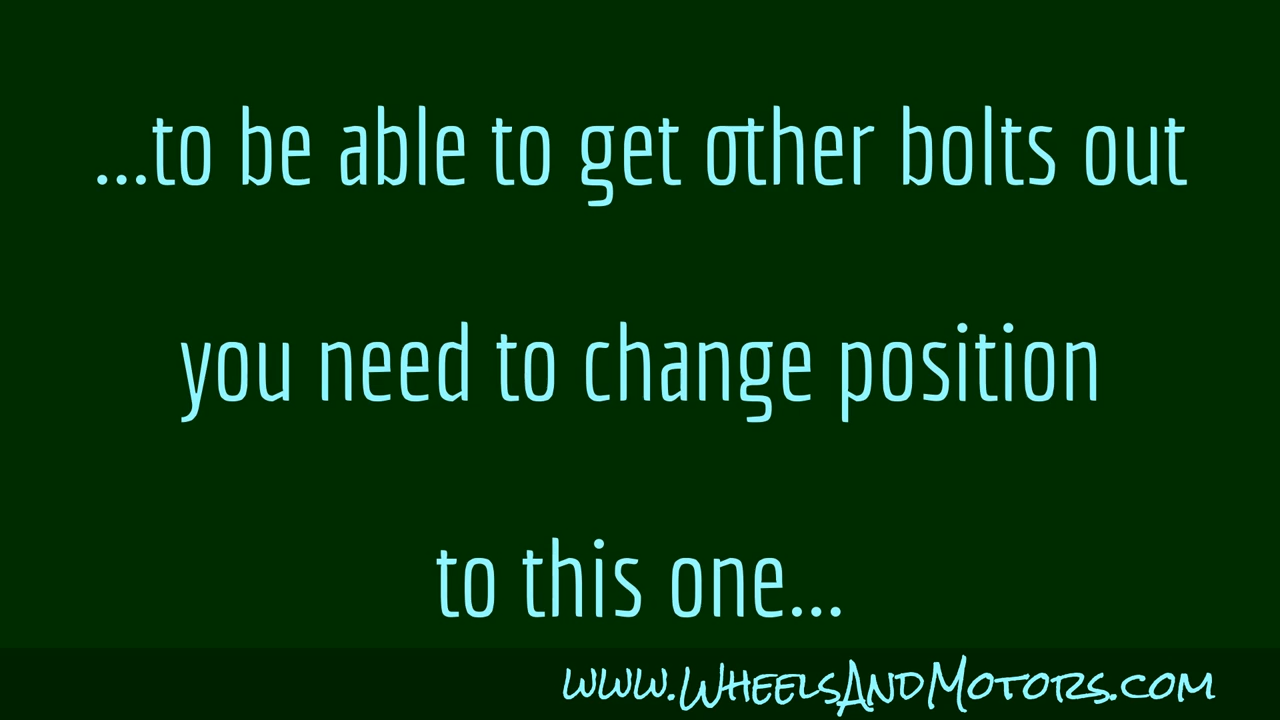 ...to be able to get other bolts out
you need to change position
to this one...
www.WheelsAndMotors.com